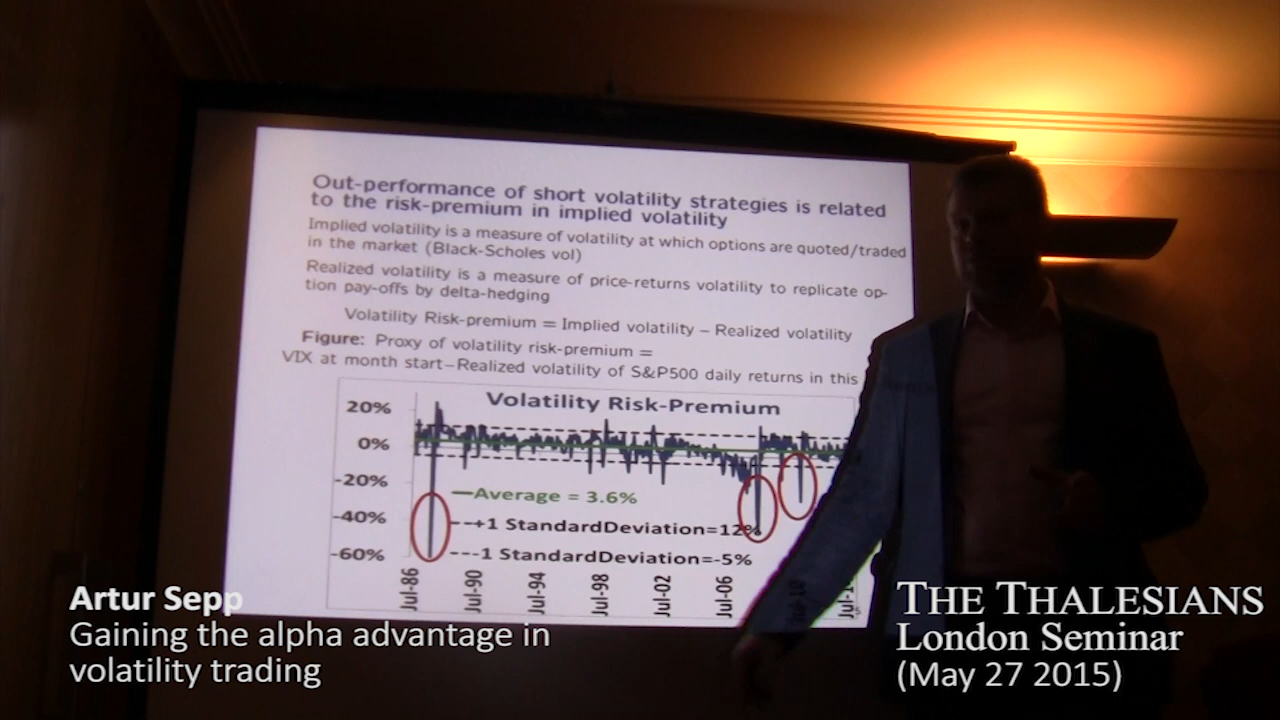 Out-performance of short volatility strategies is related
to the risk-premium in implied volatility
Implied volatility is a measure of volatility at which options are quoted/traded
in the market (Black-Scholes vol)
Realized volatility is a measure of price-returns volatility to replicate op-
tion pay-offs by delta-hedging
Volatility Risk-premium = Implied volatility – Realized volatility
Figure: Proxy of volatility risk-premium =
VIX at month start–Realized volatility of S&P500 daily returns in this
Volatility Risk-Premium
20%
0%
-20%
-40%
-60%
Average = 3.6%
+1 StandardDeviation=12%
-1 StandardDeviation=-5%
Jul-86
Jul-90
Jul-94
Jul-98
Jul-02
Jul-06
Jul-10
Artur Sepp
Gaining the alpha advantage in
volatility trading
THE THALESIANS
London Seminar
(May 27 2015)